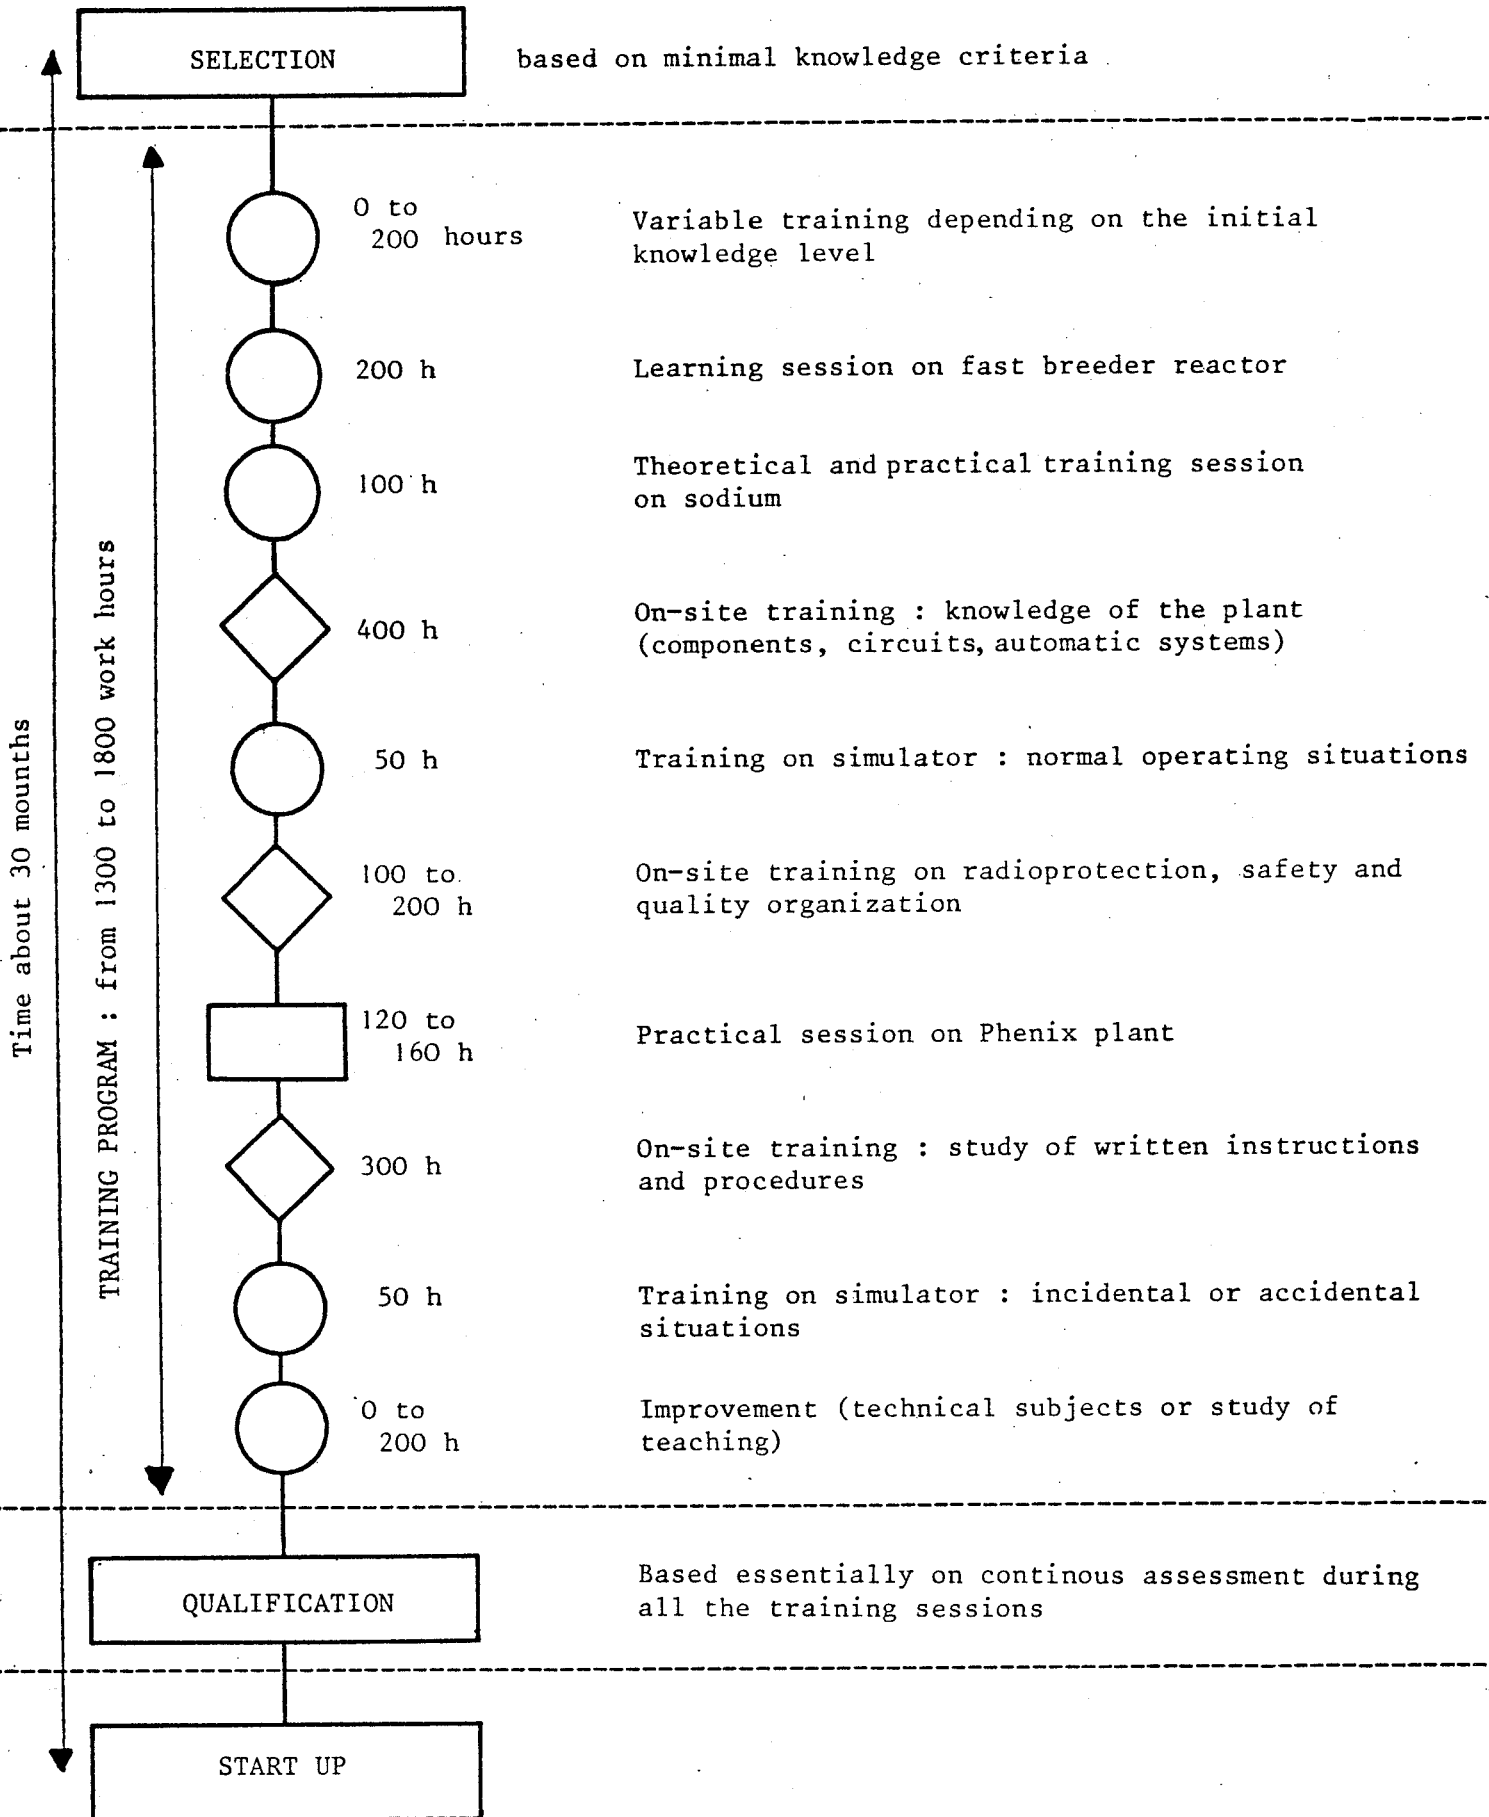 SELECTION
based on minimal knowledge criteria
0 to
200 hours
Variable training depending on the initial
knowledge level
200 h
Learning session on fast breeder reactor
100 h
Theoretical and practical training session
on sodium
400 h
On-site training : knowledge of the plant
(components, circuits, automatic systems)
50 h
Training on simulator : normal operating situations
100 to
200 h
On-site training on radioprotection, safety and
quality organization
120 to
160 h
Practical session on Phenix plant
300 h
On-site training : study of written instructions
and procedures
50 h
Training on simulator : incidental or accidental
situations
0 to
200 h
Improvement (technical subjects or study of
teaching)
QUALIFICATION
Based essentially on continous assessment during
all the training sessions
START UP
Time about 30 mounths
TRAINING PROGRAM : from 1300 to 1800 work hours